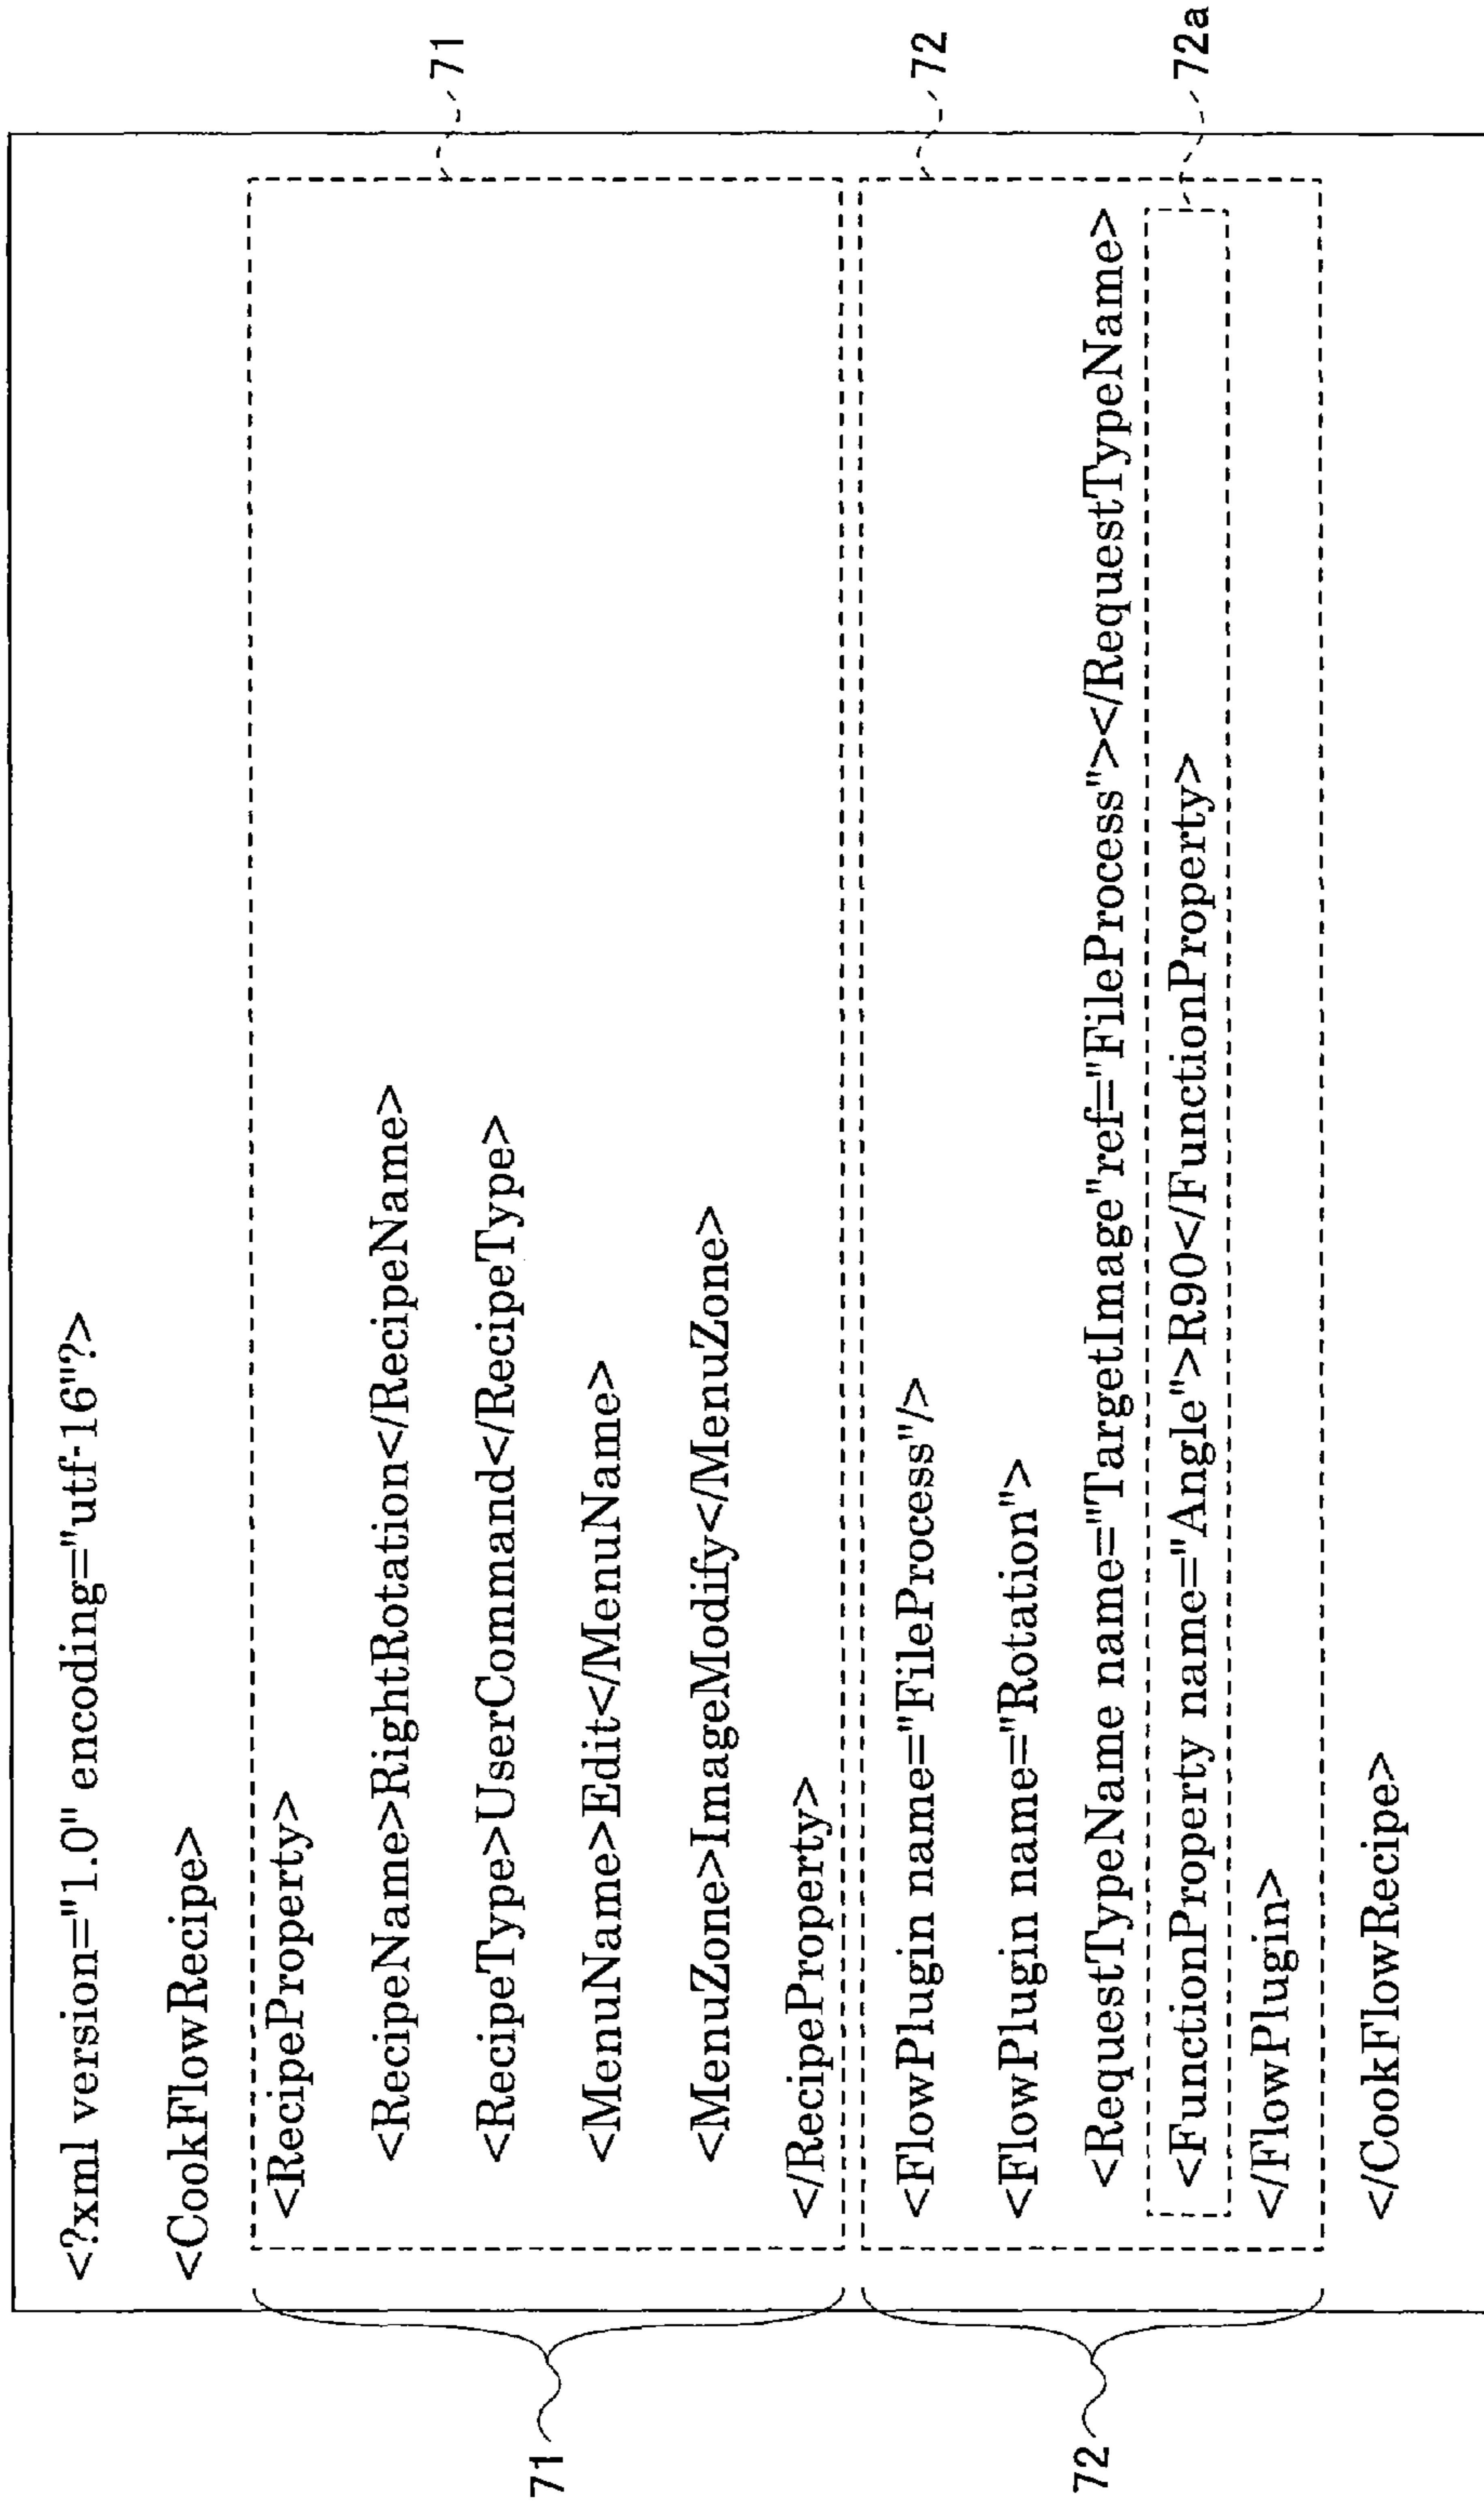 <?xml version="1.0" encoding="utf-16"?>
<CookFlowRecipe>
<RecipeProperty>
<RecipeName>RightRotation</RecipeName>
<RecipeType>UserCommand</RecipeType>
<MenuName>Edit</MenuName>
<MenuZone>ImageModify</MenuZone>
</RecipeProperty>
71
71
<FlowPlugin name="FileProcess"/>
<FlowPlugin name="Rotation">
<RequestTypeName name="TargetImage"ref="FileProcess"></RequestTypeName>
<FunctionProperty name="Angle">R90</FunctionProperty>
</FlowPlugin>
72
72
72a
</CookFlowRecipe>